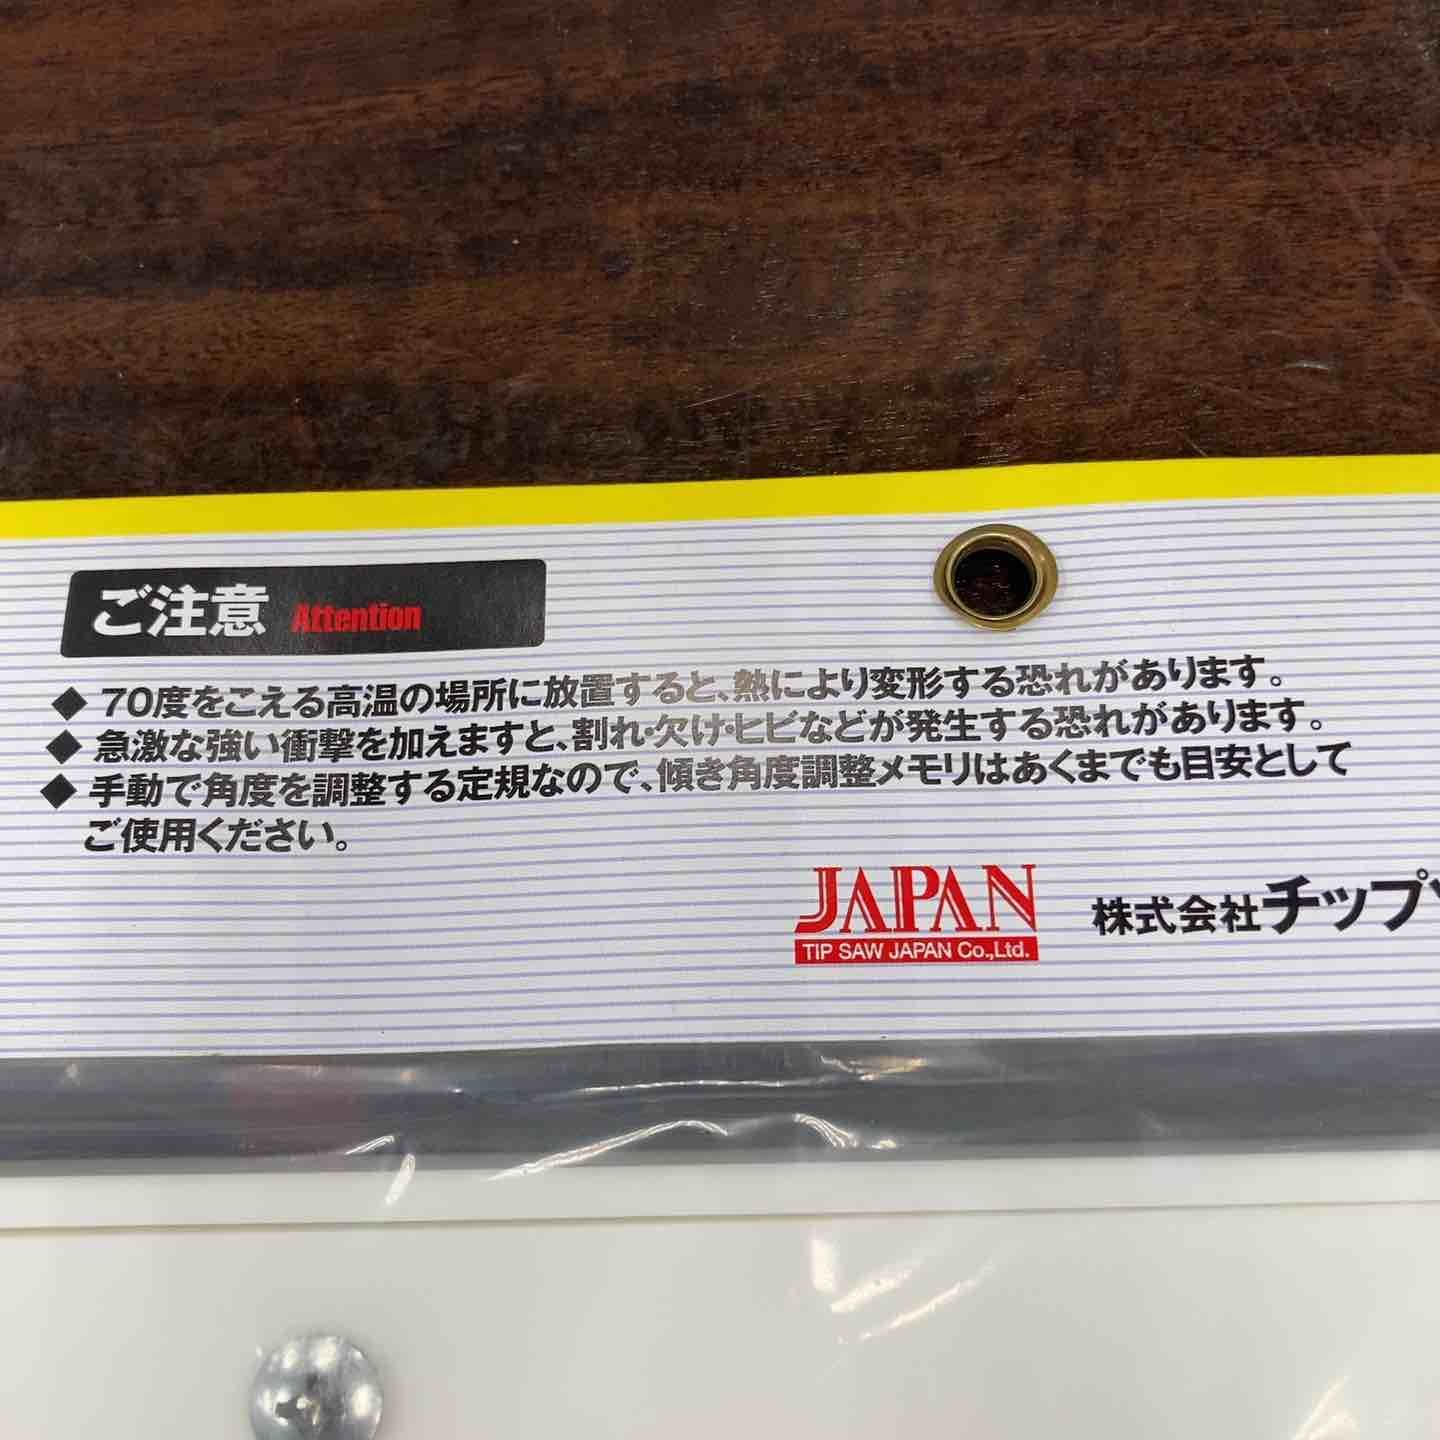 ご注意 Attention
◆70度をこえる高温の場所に放置すると、熱により変形する恐れがあります。
◆急激な強い衝撃を加えますと、割れ・欠け・ヒビなどが発生する恐れがあります。
◆手動で角度を調整する定規なので、傾き角度調整メモリはあくまでも目安として
ご使用ください。
JAPAN
TIP SAW JAPAN Co.,Ltd.
株式会社チップ